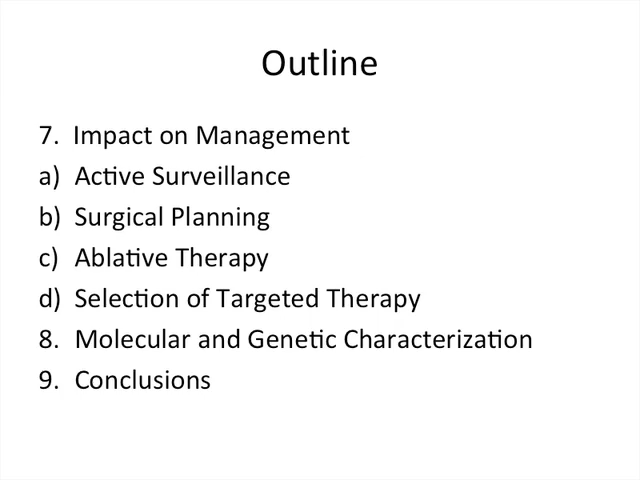 Outline
7. Impact on Management
a) Active Surveillance
b) Surgical Planning
c) Ablative Therapy
d) Selection of Targeted Therapy
8. Molecular and Genetic Characterization
9. Conclusions